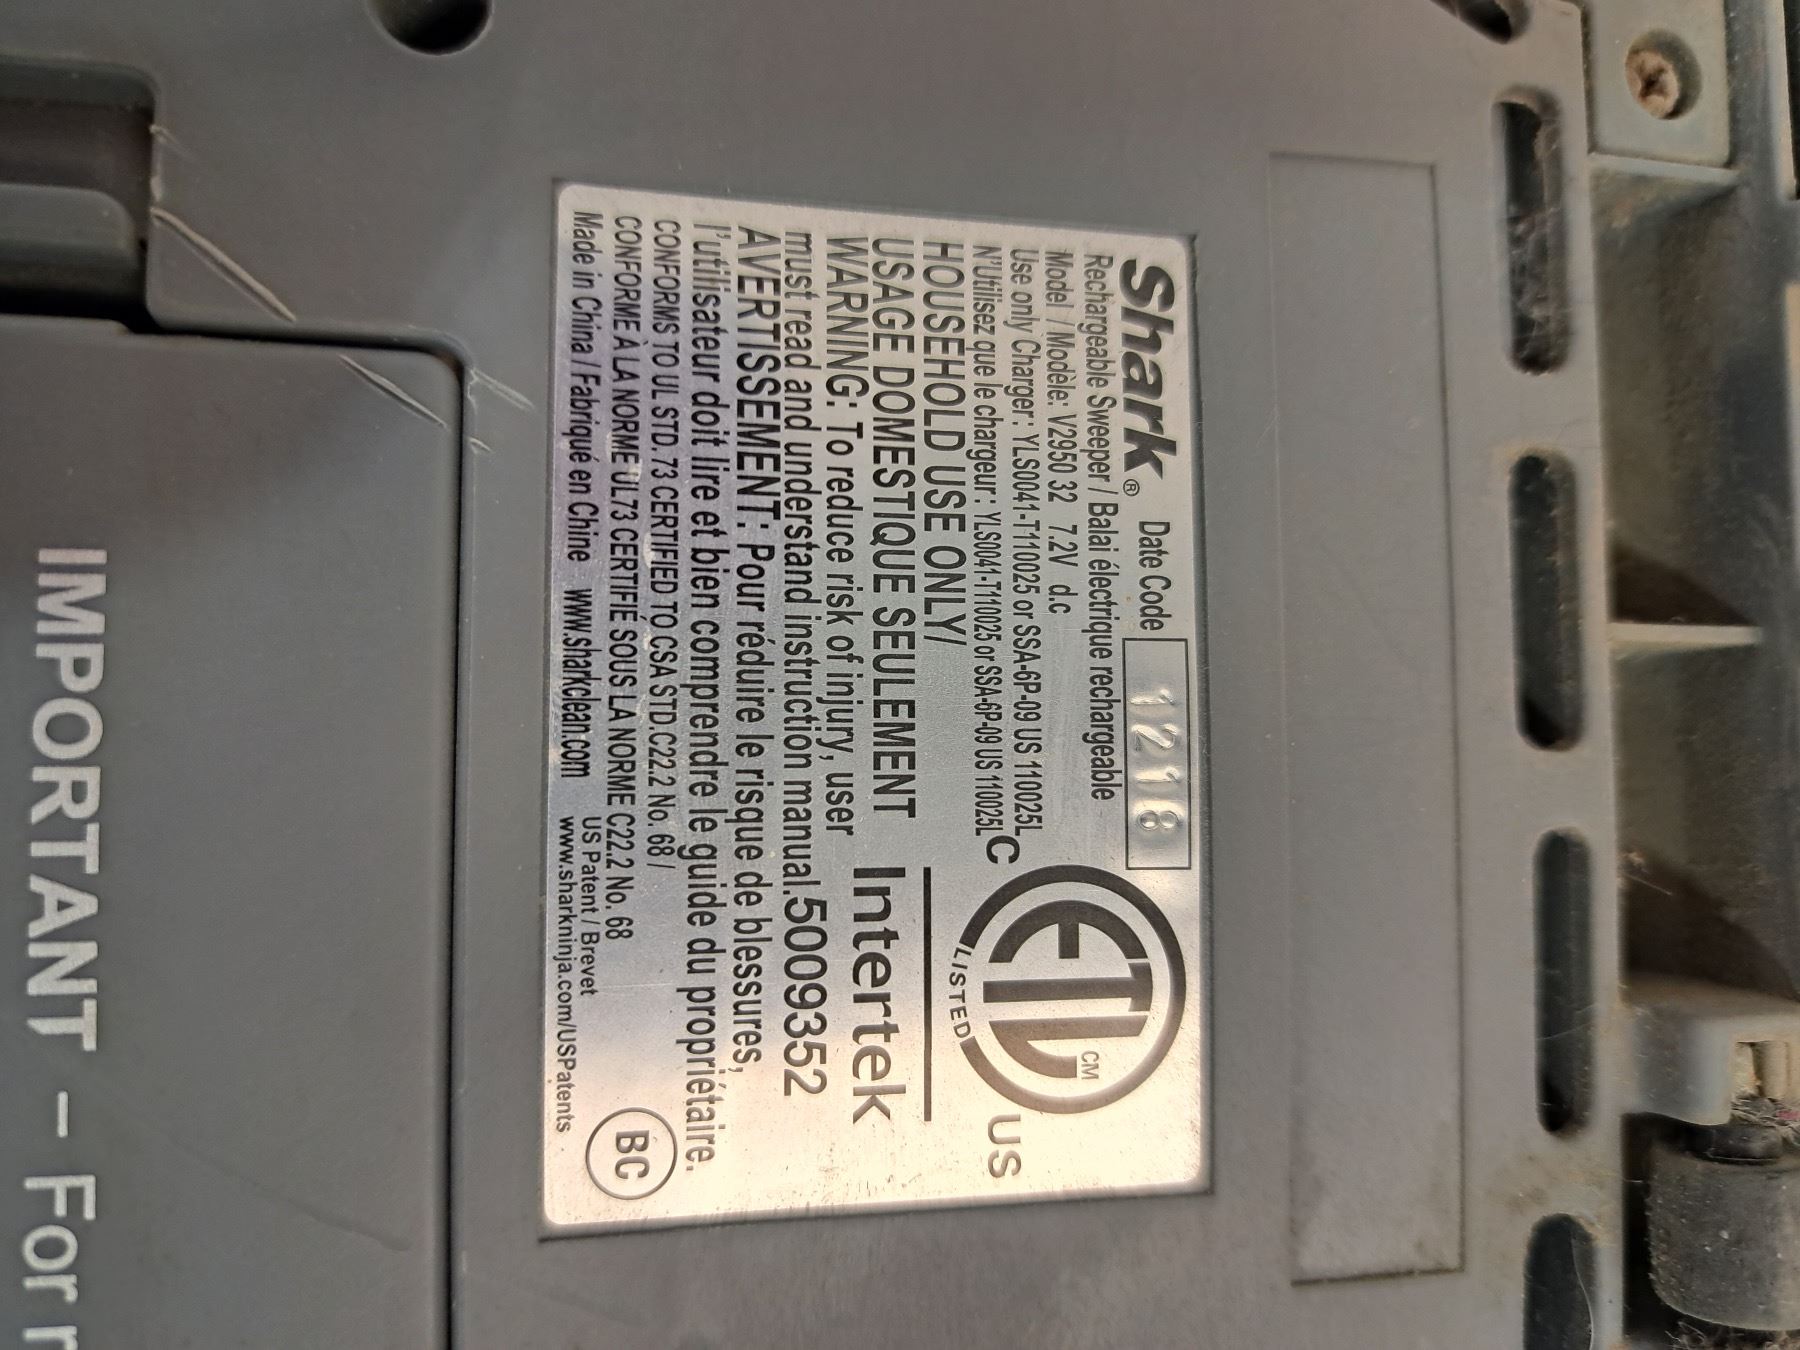 Shark® Date Code 1218
Rechargeable Sweeper / Balai électrique rechargeable
Model / Modèle: V2950 32 7.2V d.c
Use only Charger: YLS0041-T110025 or SSA-6P-09 US 110025L
N'Utilisez que le chargeur: YLS0041-T110025 or SSA-6P-09 US 110025L
HOUSEHOLD USE ONLY/
USAGE DOMESTIQUE SEULEMENT
WARNING: To reduce risk of injury, user
must read and understand instruction manual.5009352
AVERTISSEMENT: Pour réduire le risque de blessures,
l'utilisateur doit lire et bien comprendre le guide du propriétaire.
CONFORMS TO UL STD. 73 CERTIFIED TO CSA STD.C22.2 No. 68 /
CONFORME À LA NORME UL73 CERTIFIÉ SOUS LA NORME C22.2 No. 68
Made in China / Fabriqué en Chine www.sharkclean.com
US Patent / Brevet
www.sharkninja.com/USPatents
C ETL CM US
LISTED
Intertek
BC
IMPORTANT - For